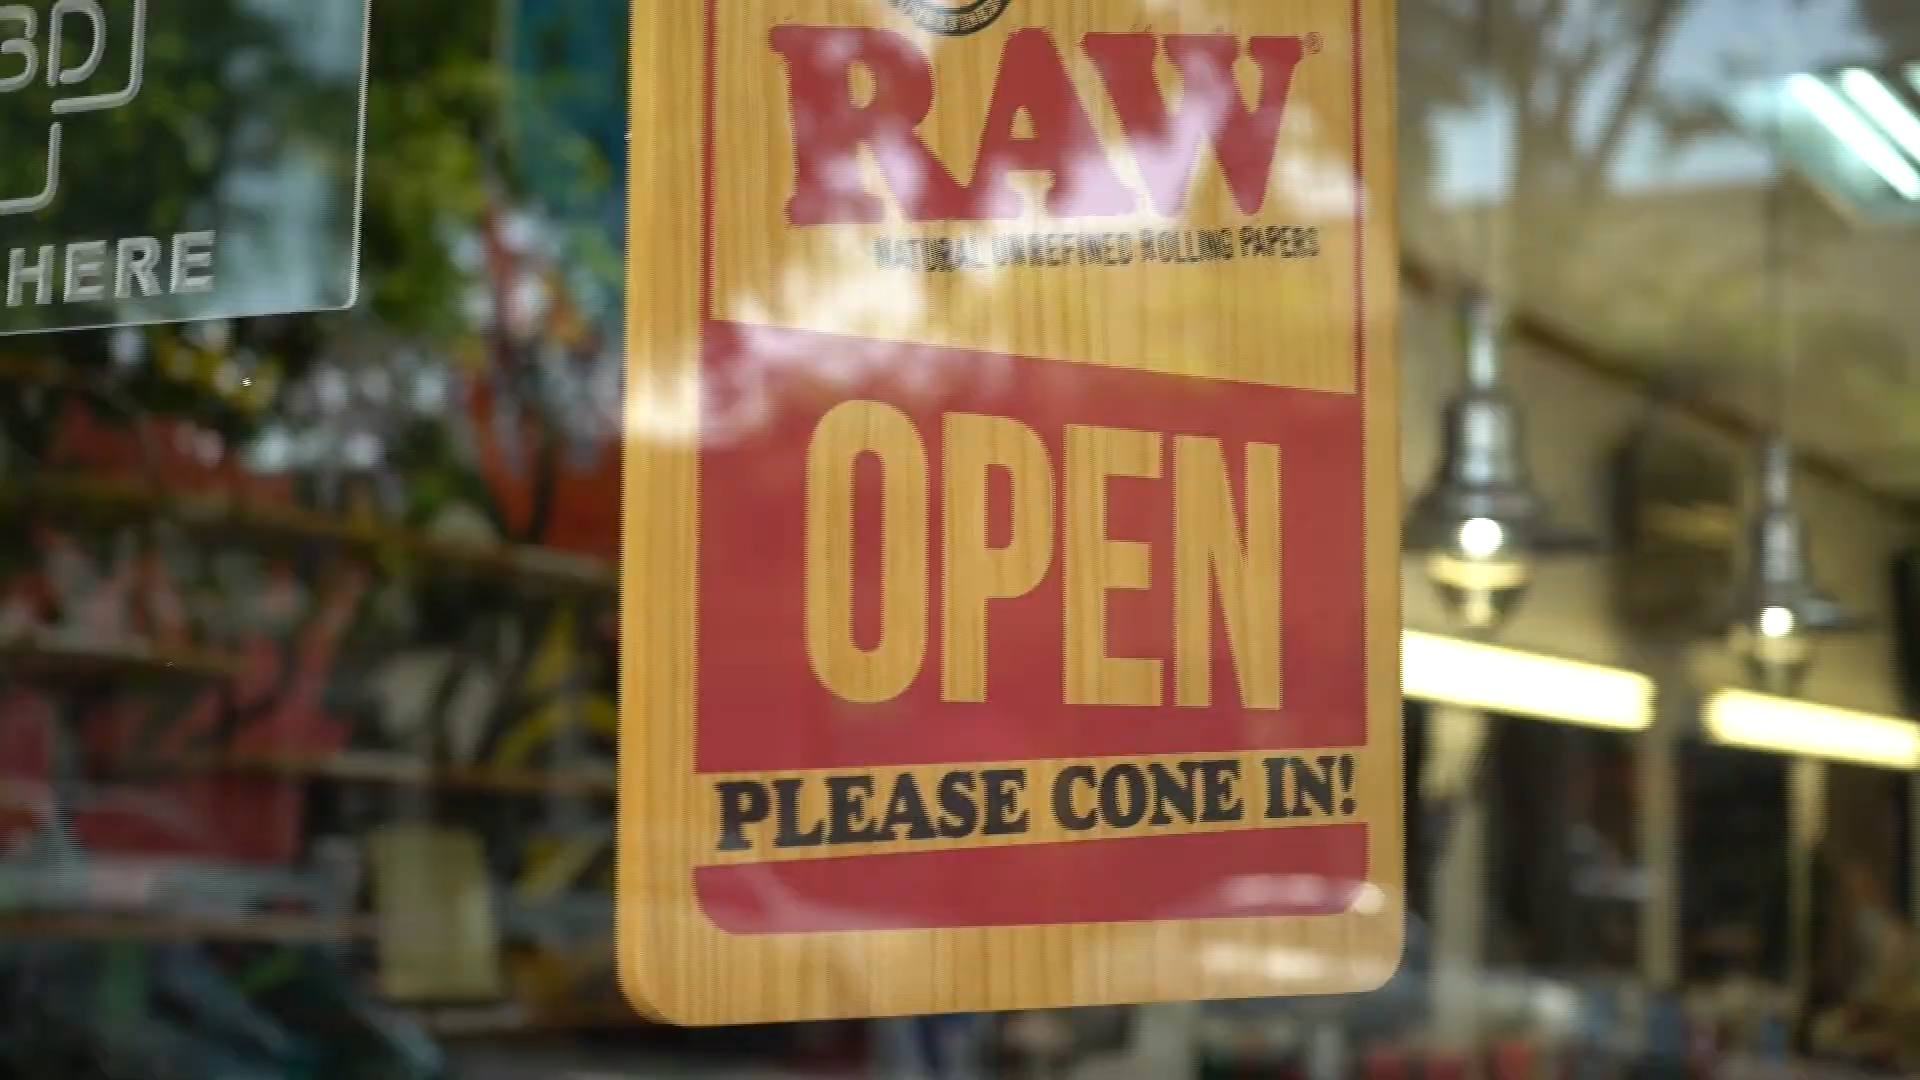 3D
HERE
RAW®
NATURAL UNREFINED ROLLING PAPERS
OPEN
PLEASE CONE IN!